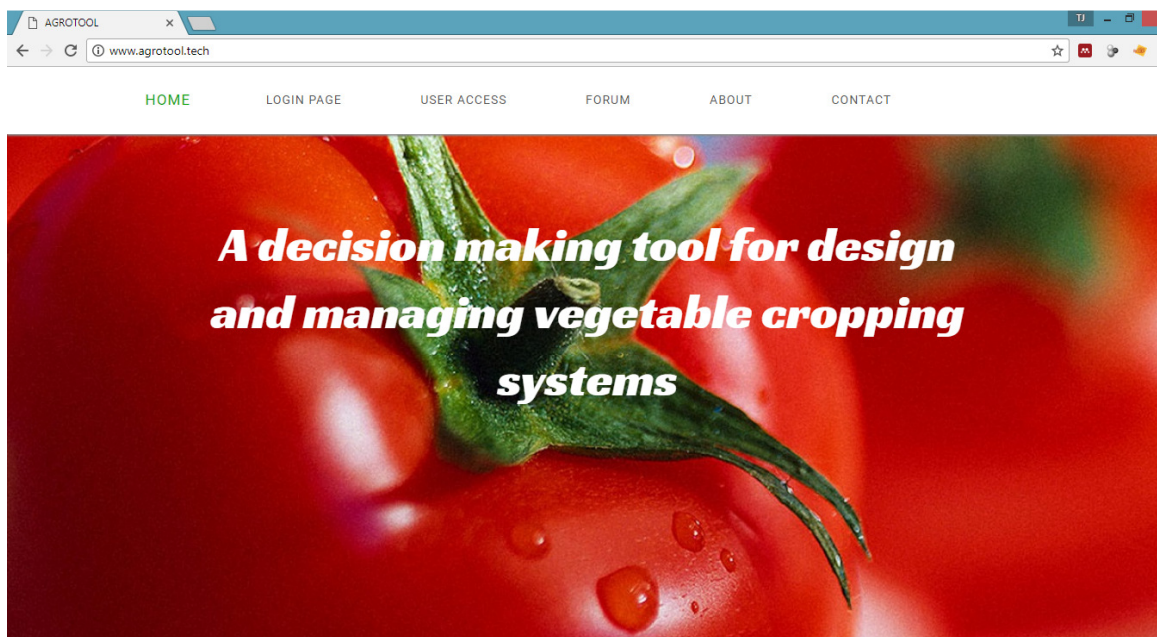 AGROTOOL
TJ
www.agrotool.tech
HOME LOGIN PAGE USER ACCESS FORUM ABOUT CONTACT
A decision making tool for design
and managing vegetable cropping
systems